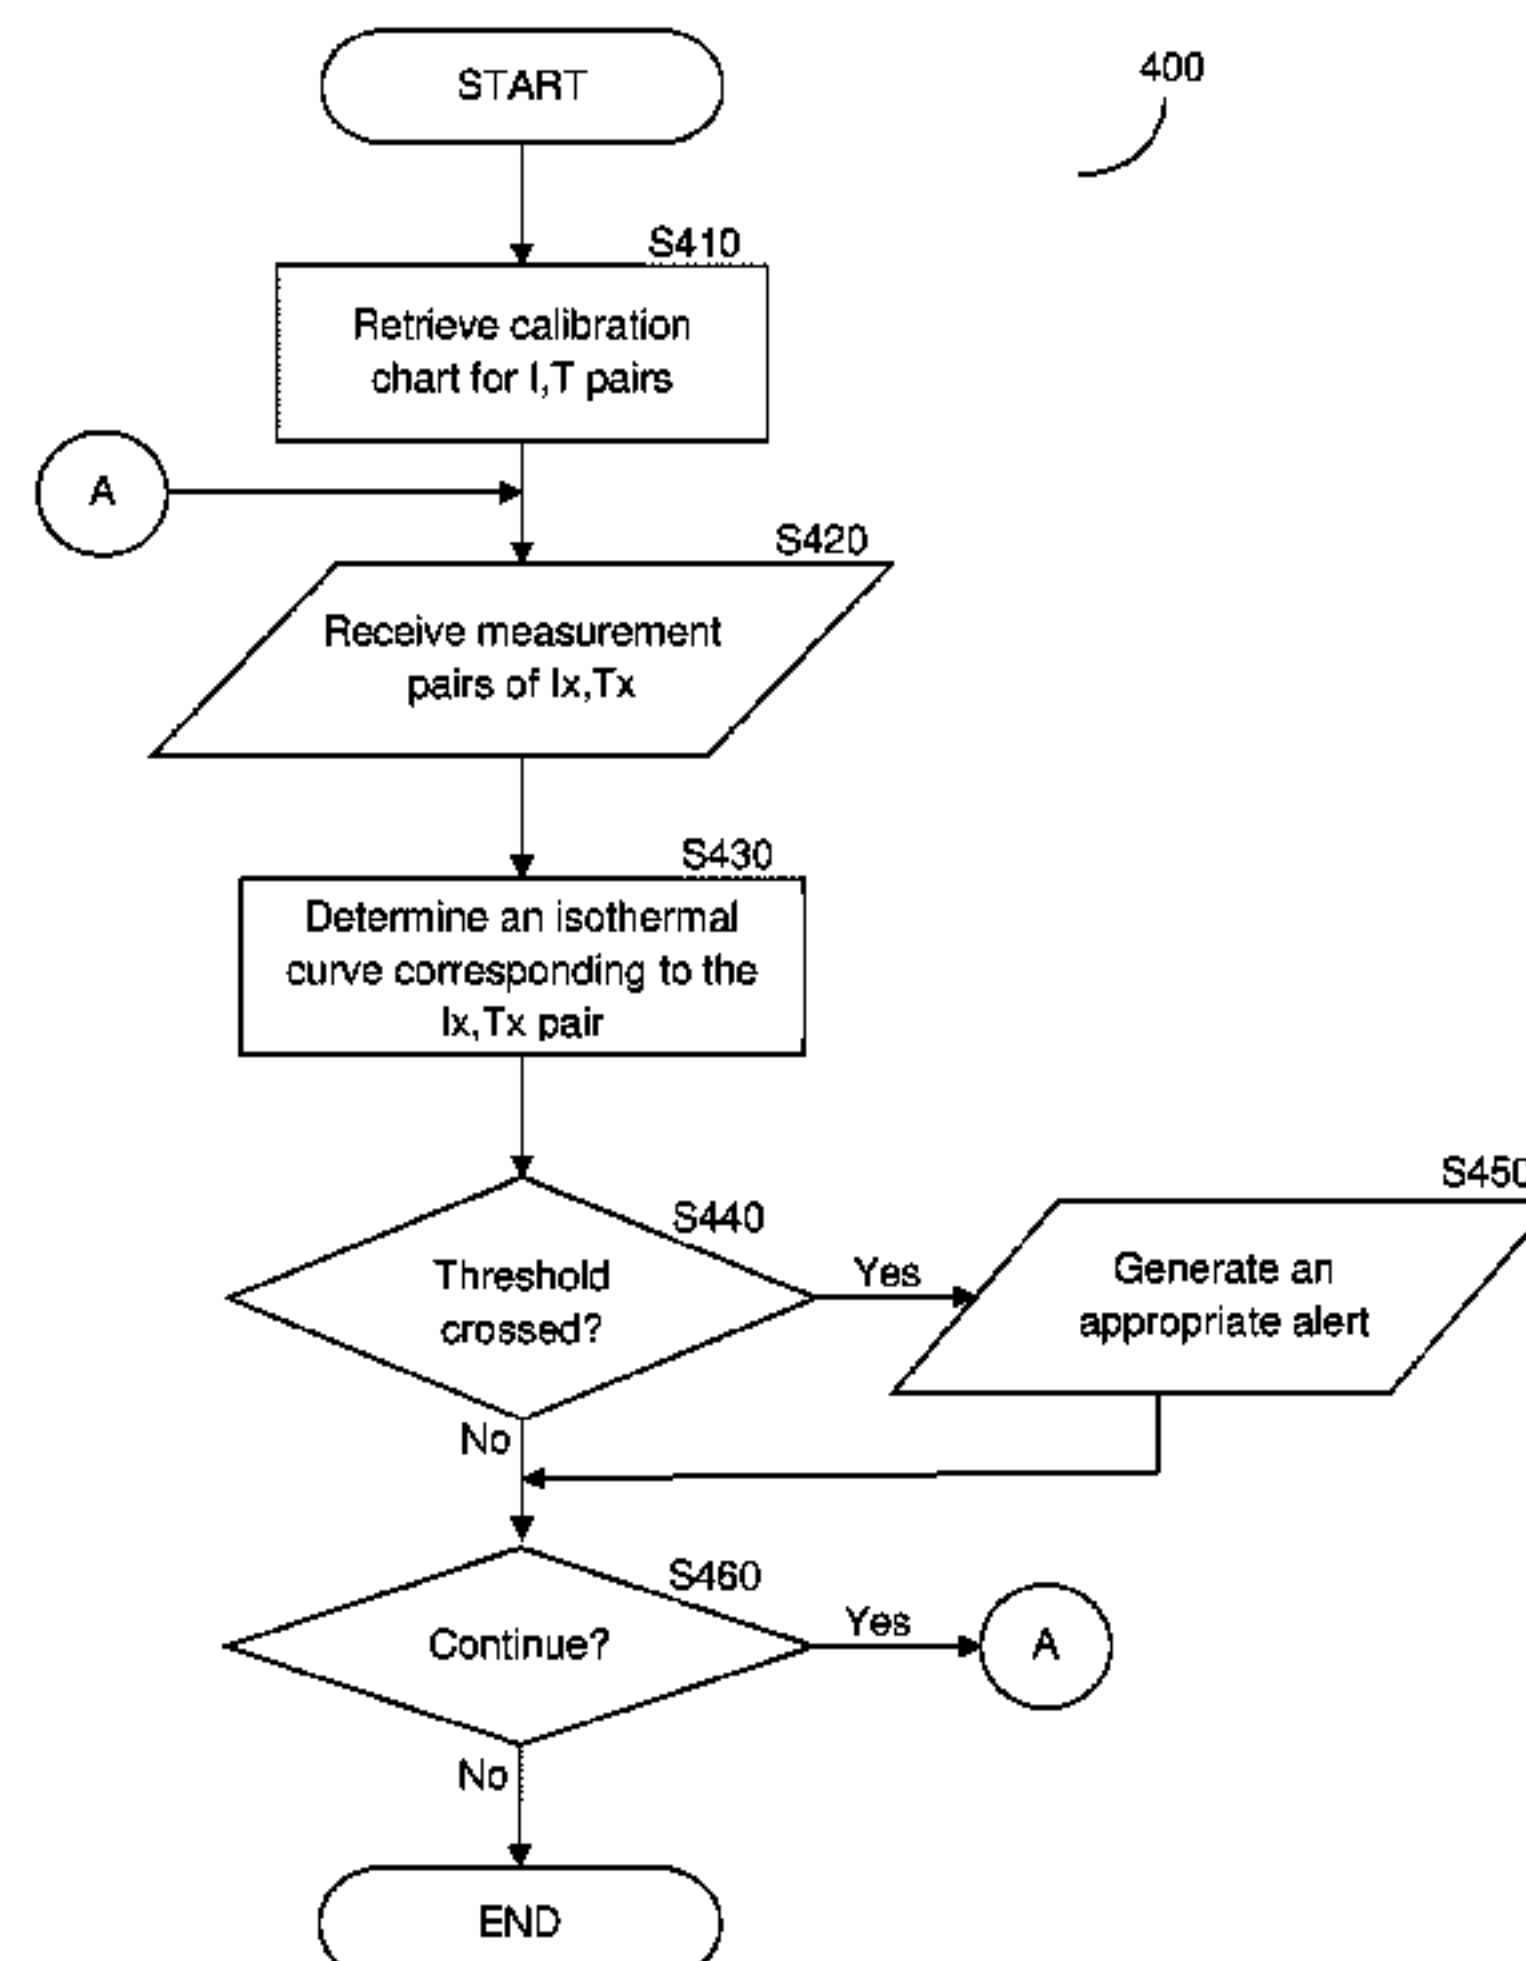 START
400
S410
Retrieve calibration
chart for I,T pairs
A
S420
Receive measurement
pairs of Ix,Tx
S430
Determine an isothermal
curve corresponding to the
Ix,Tx pair
S440
Threshold
crossed?
Yes
S450
Generate an
appropriate alert
No
S460
Continue?
Yes
A
No
END